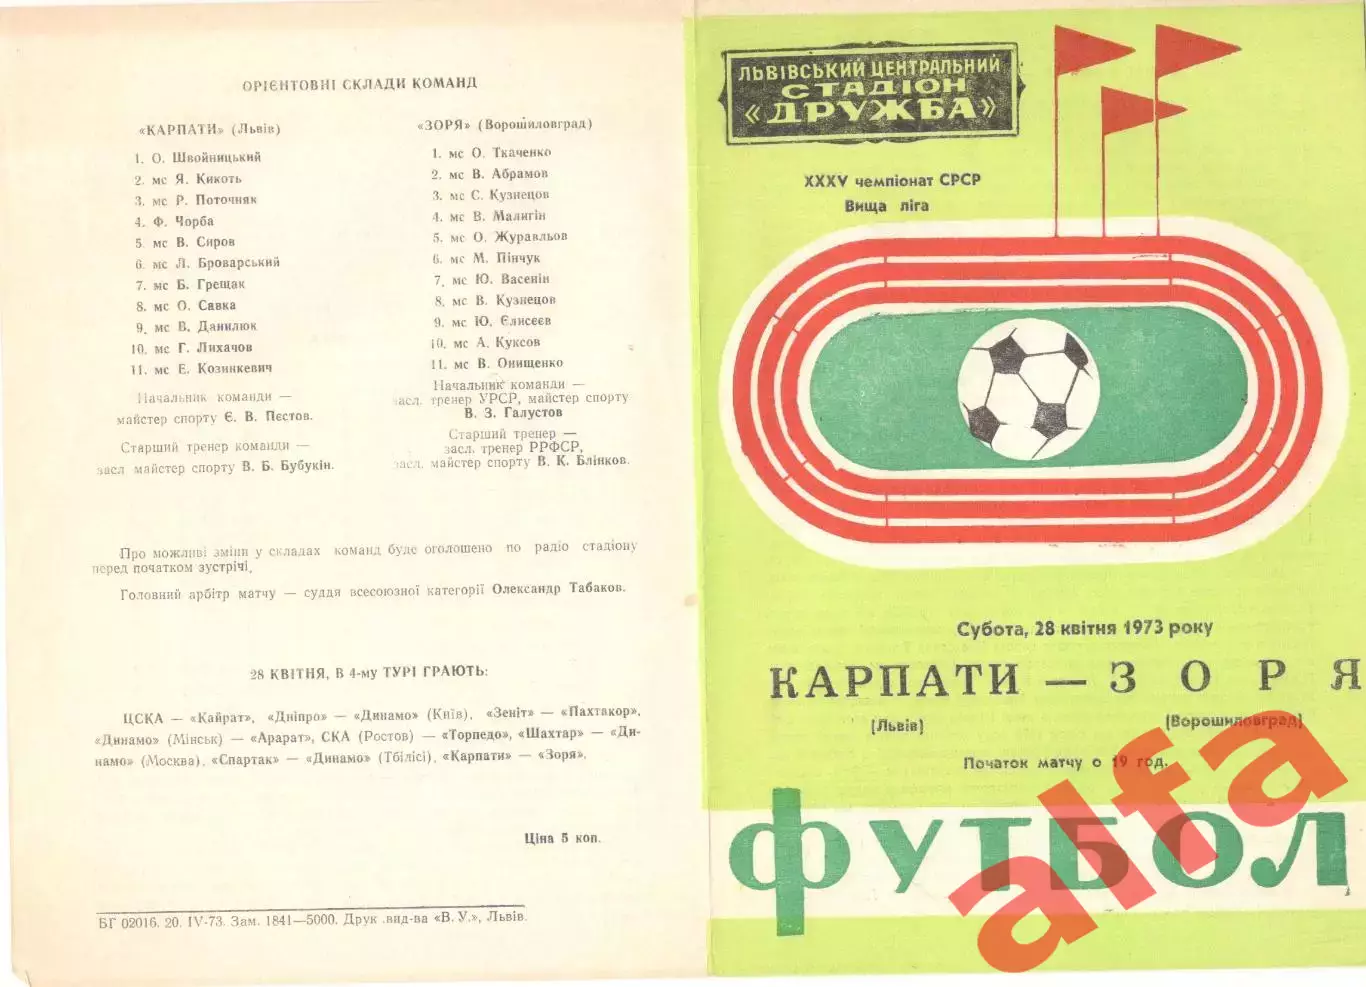 ОРІЄНТОВНІ СКЛАДИ КОМАНД
«КАРПАТИ» (Львів)
1. О. Швойницький
2. мс Я. Кикоть
3. мс Р. Поточняк
4. Ф. Чорба
5. мс В. Сиров
6. мс Л. Броварський
7. мс Б. Грещак
8. мс О. Савка
9. мс В. Данилюк
10. мс Г. Лихачов
11. мс Е. Козинкевич
Начальник команди —
майстер спорту Є. В. Пєстов.
Старший тренер команди —
засл майстер спорту В. Б. Бубукін.
«ЗОРЯ» (Ворошиловград)
1. мс О. Ткаченко
2. мс В. Абрамов
3. мс С. Кузнецов
4. мс В. Малигін
5. мс О. Журавльов
6. мс М. Пінчук
7. мс Ю. Васенін
8. мс В. Кузнецов
9. мс Ю. Єлисеєв
10. мс А. Куксов
11. мс В. Онищенко
Начальник команди —
засл. тренер УРСР, майстер спорту
В. З. Галустов
Старший тренер —
засл. тренер РРФСР,
засл. майстер спорту В. К. Блінков.
Про можливі зміни у складах команд буде оголошено по радіо стадіону
перед початком зустрічі.
Головний арбітр матчу — суддя всесоюзної категорії Олександр Табаков.
28 КВІТНЯ, В 4-му ТУРІ ГРАЮТЬ:
ЦСКА — «Кайрат», «Дніпро» — «Динамо» (Київ), «Зеніт» — «Пахтакор»,
«Динамо» (Мінськ) — «Арарат», СКА (Ростов) — «Торпедо», «Шахтар» — «Ди-
намо» (Москва), «Спартак» — «Динамо» (Тбілісі), «Карпати» — «Зоря».
Ціна 5 коп.
БГ 02016. 20. IV-73. Зам. 1841—5000. Друк .вид-ва «В. У.», Львів.
ЛЬВІВСЬКИЙ ЦЕНТРАЛЬНИЙ
СТАДІОН
«ДРУЖБА»
XXXV чемпіонат СРСР
Вища ліга
Субота, 28 квітня 1973 року
КАРПАТИ — ЗОРЯ
(Львів) (Ворошиловград)
Початок матчу о 19 год.
ФУТБОЛ
alfa